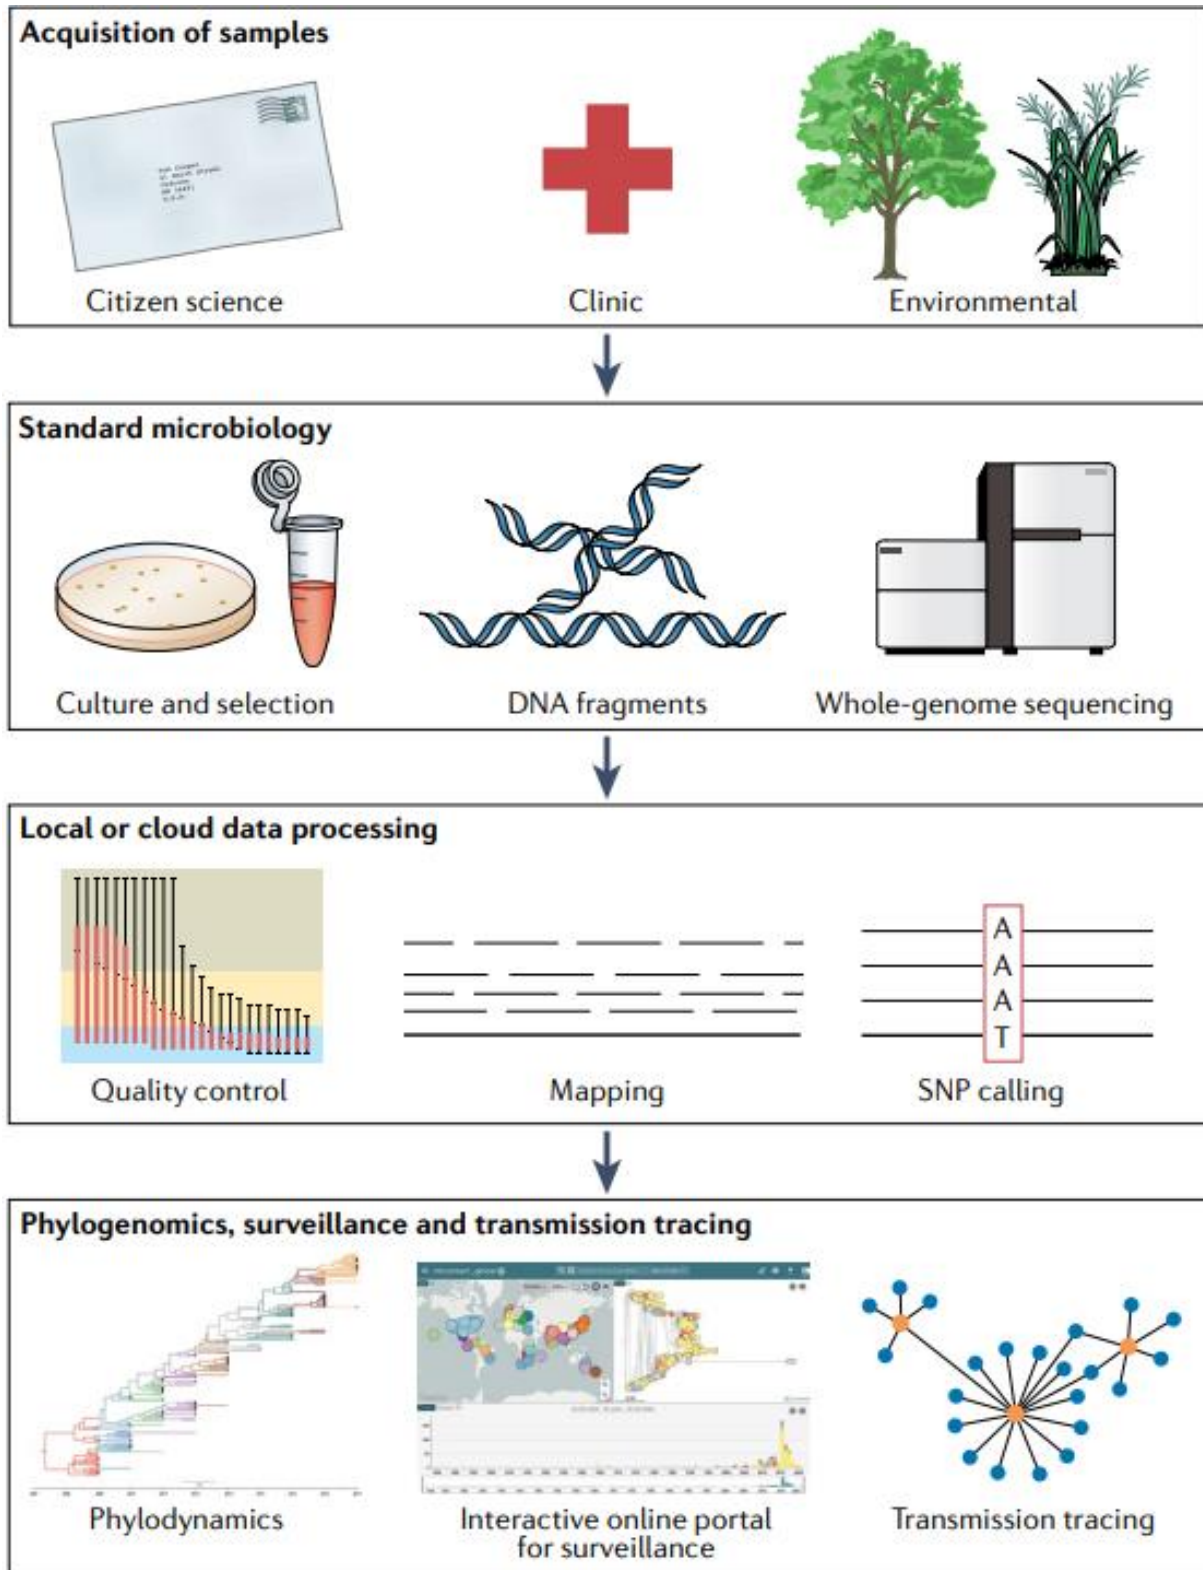 Acquisition of samples
Citizen science
Clinic
Environmental
Standard microbiology
Culture and selection
DNA fragments
Whole-genome sequencing
Local or cloud data processing
A
A
A
T
Quality control
Mapping
SNP calling
Phylogenomics, surveillance and transmission tracing
Phylodynamics
Interactive online portal
for surveillance
Transmission tracing